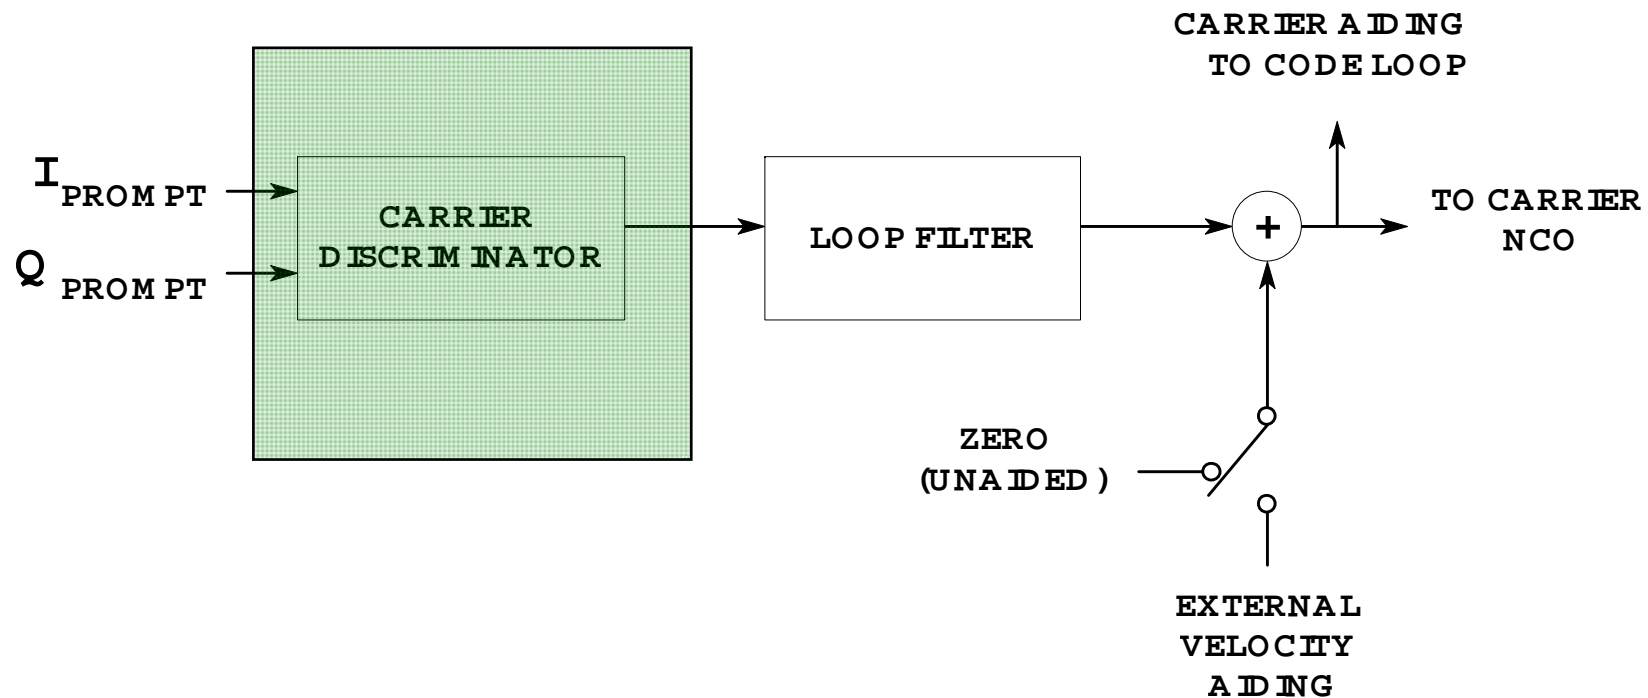 CARRIER AIDING
TO CODE LOOP
I PROMPT
Q PROMPT
CARRIER
DISCRIMINATOR
LOOP FILTER
+
TO CARRIER
NCO
ZERO
(UNAIDED)
EXTERNAL
VELOCITY
AIDING